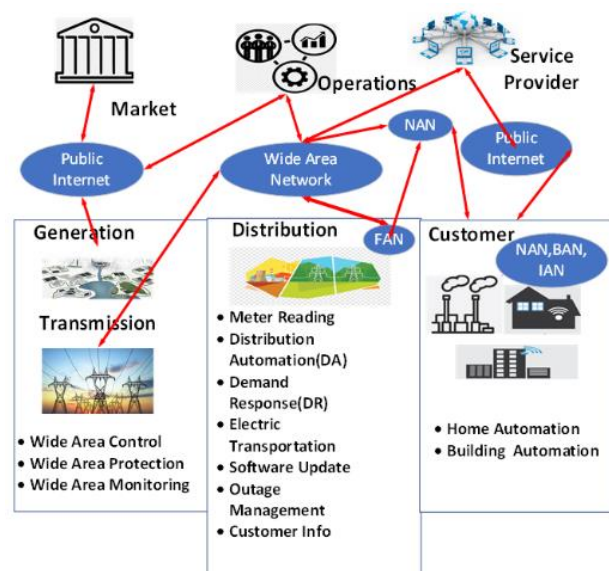 Market
Operations
Service
Provider
Public
Internet
Wide Area
Network
NAN
Public
Internet
Generation
Transmission
• Wide Area Control
• Wide Area Protection
• Wide Area Monitoring
Distribution
FAN
• Meter Reading
• Distribution
Automation(DA)
• Demand
Response(DR)
• Electric
Transportation
• Software Update
• Outage
Management
• Customer Info
Customer
NAN,BAN,
IAN
• Home Automation
• Building Automation